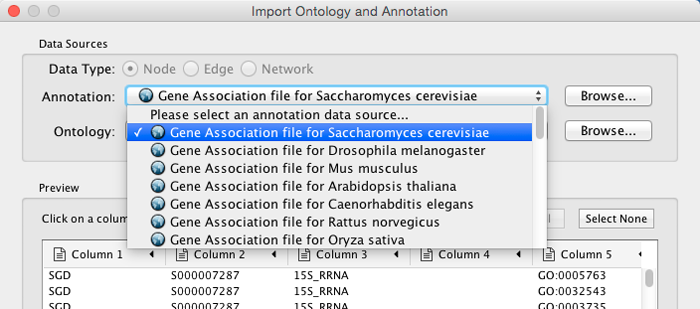 Import Ontology and Annotation
Data Sources
Data Type: Node Edge Network
Annotation: Gene Association file for Saccharomyces cerevisiae Browse...
Please select an annotation data source...
Ontology: ✓ Gene Association file for Saccharomyces cerevisiae Browse...
Gene Association file for Drosophila melanogaster
Gene Association file for Mus musculus
Gene Association file for Arabidopsis thaliana
Preview
Gene Association file for Caenorhabditis elegans
Click on a colum Gene Association file for Rattus norvegicus Select None
Gene Association file for Oryza sativa
Column 1 Column 2 Column 3 Column 4 Column 5
SGD S000007287 15S_RRNA GO:0005763
SGD S000007287 15S_RRNA GO:0032543
SGD S000007287 15S_RRNA GO:0003735